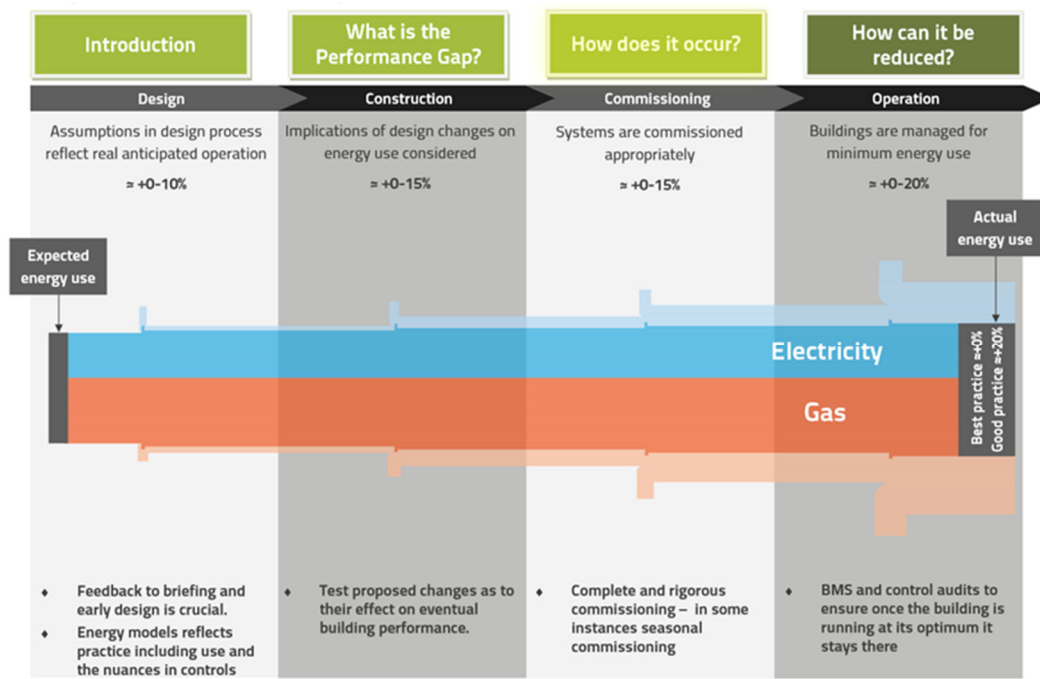 Introduction
What is the
Performance Gap?
How does it occur?
How can it be
reduced?
Design
Construction
Commissioning
Operation
Assumptions in design process
reflect real anticipated operation
≈ +0-10%
Implications of design changes on
energy use considered
≈ +0-15%
Systems are commissioned
appropriately
≈ +0-15%
Buildings are managed for
minimum energy use
≈ +0-20%
Expected
energy use
Actual
energy use
Electricity
Gas
Best practice ≈+0%
Good practice ≈+20%
♦ Feedback to briefing and
early design is crucial.
♦ Energy models reflects
practice including use and
the nuances in controls
♦ Test proposed changes as to
their effect on eventual
building performance.
♦ Complete and rigorous
commissioning – in some
instances seasonal
commissioning
♦ BMS and control audits to
ensure once the building is
running at its optimum it
stays there